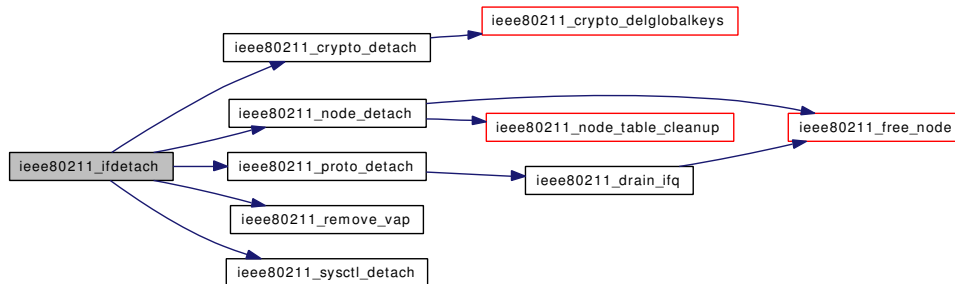 ieee80211_crypto_delglobalkeys
ieee80211_crypto_detach
ieee80211_node_detach
ieee80211_node_table_cleanup
ieee80211_free_node
ieee80211_ifdetach
ieee80211_proto_detach
ieee80211_drain_ifq
ieee80211_remove_vap
ieee80211_sysctl_detach